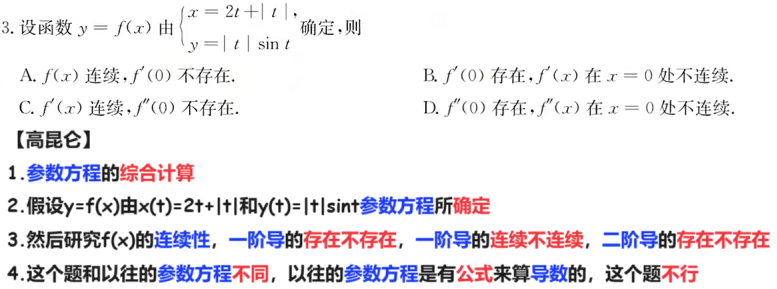 3. 设函数 y = f(x) 由 { x = 2t + | t |, y = | t | sin t 确定,则
A. f(x) 连续,f′(0) 不存在.
B. f′(0) 存在,f′(x) 在 x = 0 处不连续.
C. f′(x) 连续,f″(0) 不存在.
D. f″(0) 存在,f″(x) 在 x = 0 处不连续.
【高昆仑】
1.参数方程的综合计算
2.假设y=f(x)由x(t)=2t+|t|和y(t)=|t|sint参数方程所确定
3.然后研究f(x)的连续性，一阶导的存在不存在，一阶导的连续不连续，二阶导的存在不存在
4.这个题和以往的参数方程不同，以往的参数方程是有公式来算导数的，这个题不行